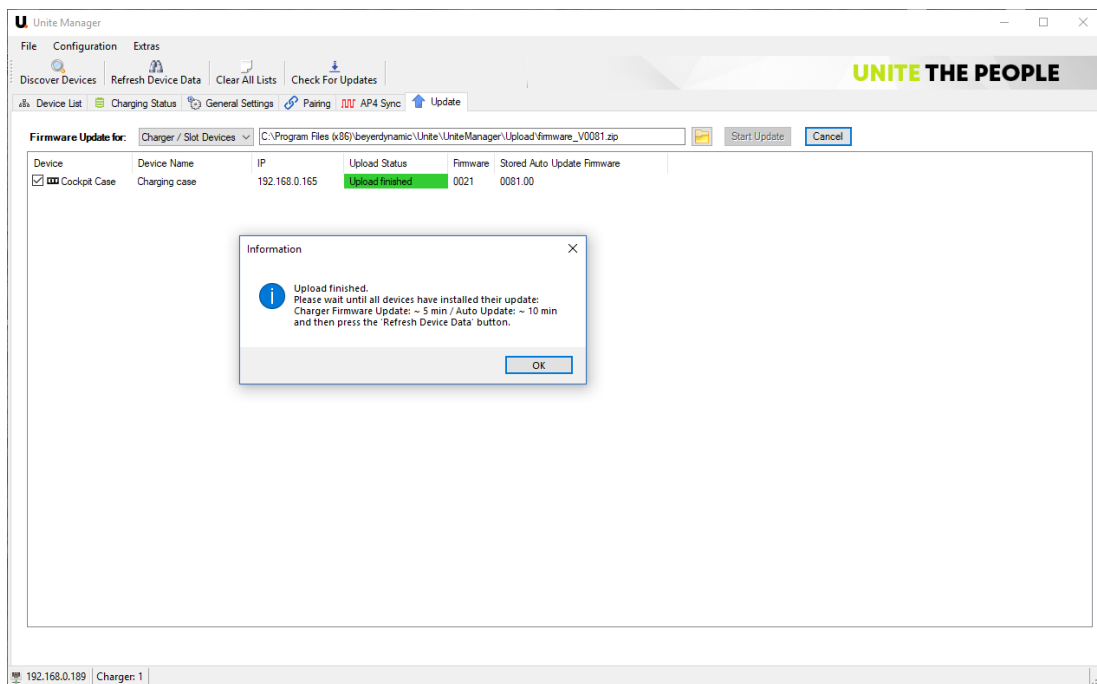 U Unite Manager
File Configuration Extras
Discover Devices Refresh Device Data Clear All Lists Check For Updates
UNITE THE PEOPLE
Device List Charging Status General Settings Pairing AP4 Sync Update
Firmware Update for: Charger / Slot Devices C:\Program Files (x86)\beyerdynamic\Unite\UniteManager\Upload\firmware_V0081.zip Start Update Cancel
Device Device Name IP Upload Status Firmware Stored Auto Update Firmware
Cockpit Case Charging case 192.168.0.165 Upload finished 0021 0081.00
Information
Upload finished.
Please wait until all devices have installed their update:
Charger Firmware Update: ~ 5 min / Auto Update: ~ 10 min
and then press the 'Refresh Device Data' button.
OK
192.168.0.189 Charger: 1